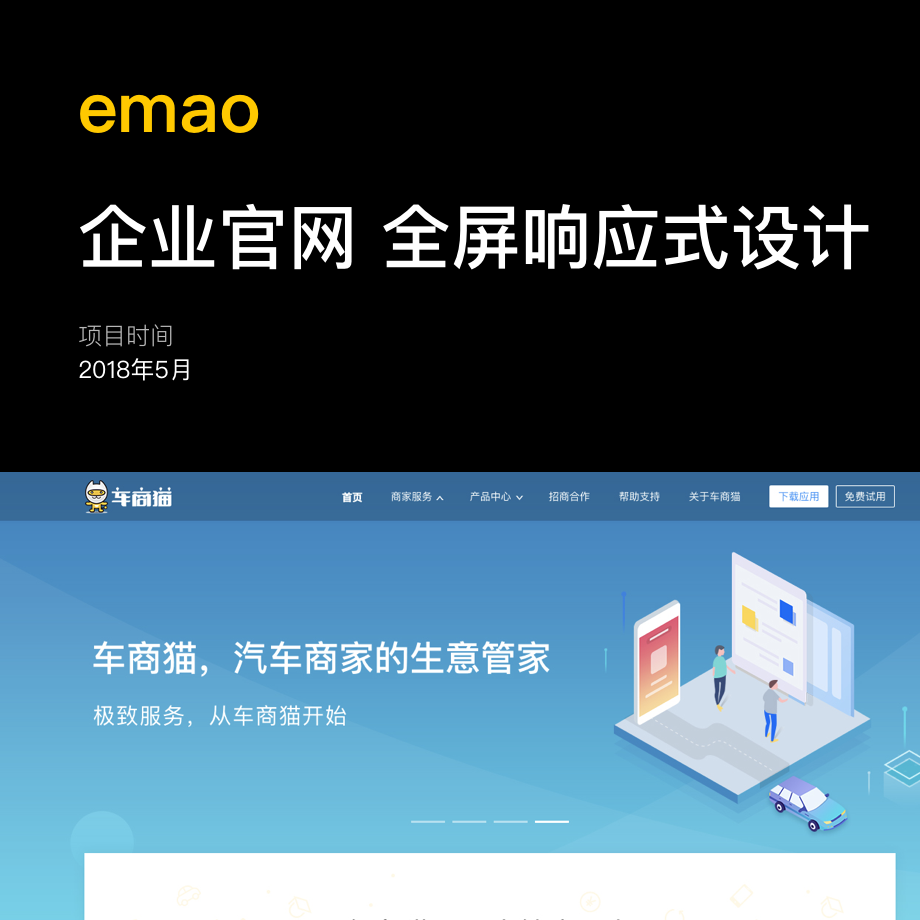 emao
企业官网 全屏响应式设计
项目时间
2018年5月
车商猫 首页 商家服务 产品中心 招商合作 帮助支持 关于车商猫 下载应用 免费试用
车商猫，汽车商家的生意管家
极致服务，从车商猫开始